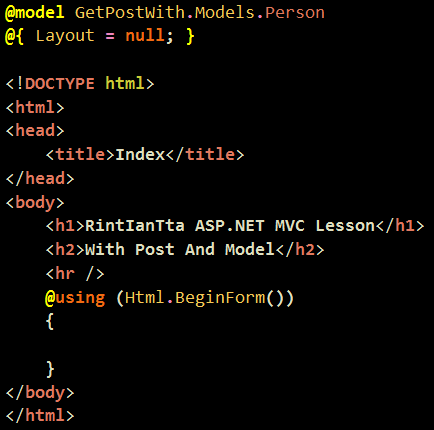 @model GetPostWith.Models.Person
@{ Layout = null; }
<!DOCTYPE html>
<html>
<head>
    <title>Index</title>
</head>
<body>
    <h1>RintIanTta ASP.NET MVC Lesson</h1>
    <h2>With Post And Model</h2>
    <hr />
    @using (Html.BeginForm())
    {
    }
</body>
</html>